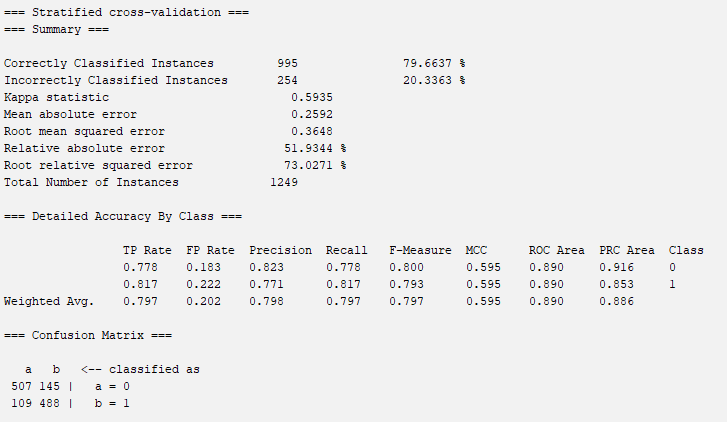 === Stratified cross-validation ===
=== Summary ===
Correctly Classified Instances 995 79.6637 %
Incorrectly Classified Instances 254 20.3363 %
Kappa statistic 0.5935
Mean absolute error 0.2592
Root mean squared error 0.3648
Relative absolute error 51.9344 %
Root relative squared error 73.0271 %
Total Number of Instances 1249
=== Detailed Accuracy By Class ===
TP Rate FP Rate Precision Recall F-Measure MCC ROC Area PRC Area Class
0.778 0.183 0.823 0.778 0.800 0.595 0.890 0.916 0
0.817 0.222 0.771 0.817 0.793 0.595 0.890 0.853 1
Weighted Avg. 0.797 0.202 0.798 0.797 0.797 0.595 0.890 0.886
=== Confusion Matrix ===
a b <-- classified as
507 145 | a = 0
109 488 | b = 1